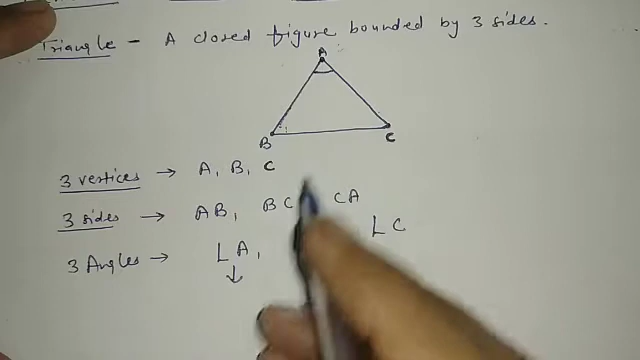 Triangle - A closed figure bounded by 3 sides.
A
B
C
3 vertices → A, B, C
3 sides → AB, BC CA
3 Angles → ∠A, ∠C
↓